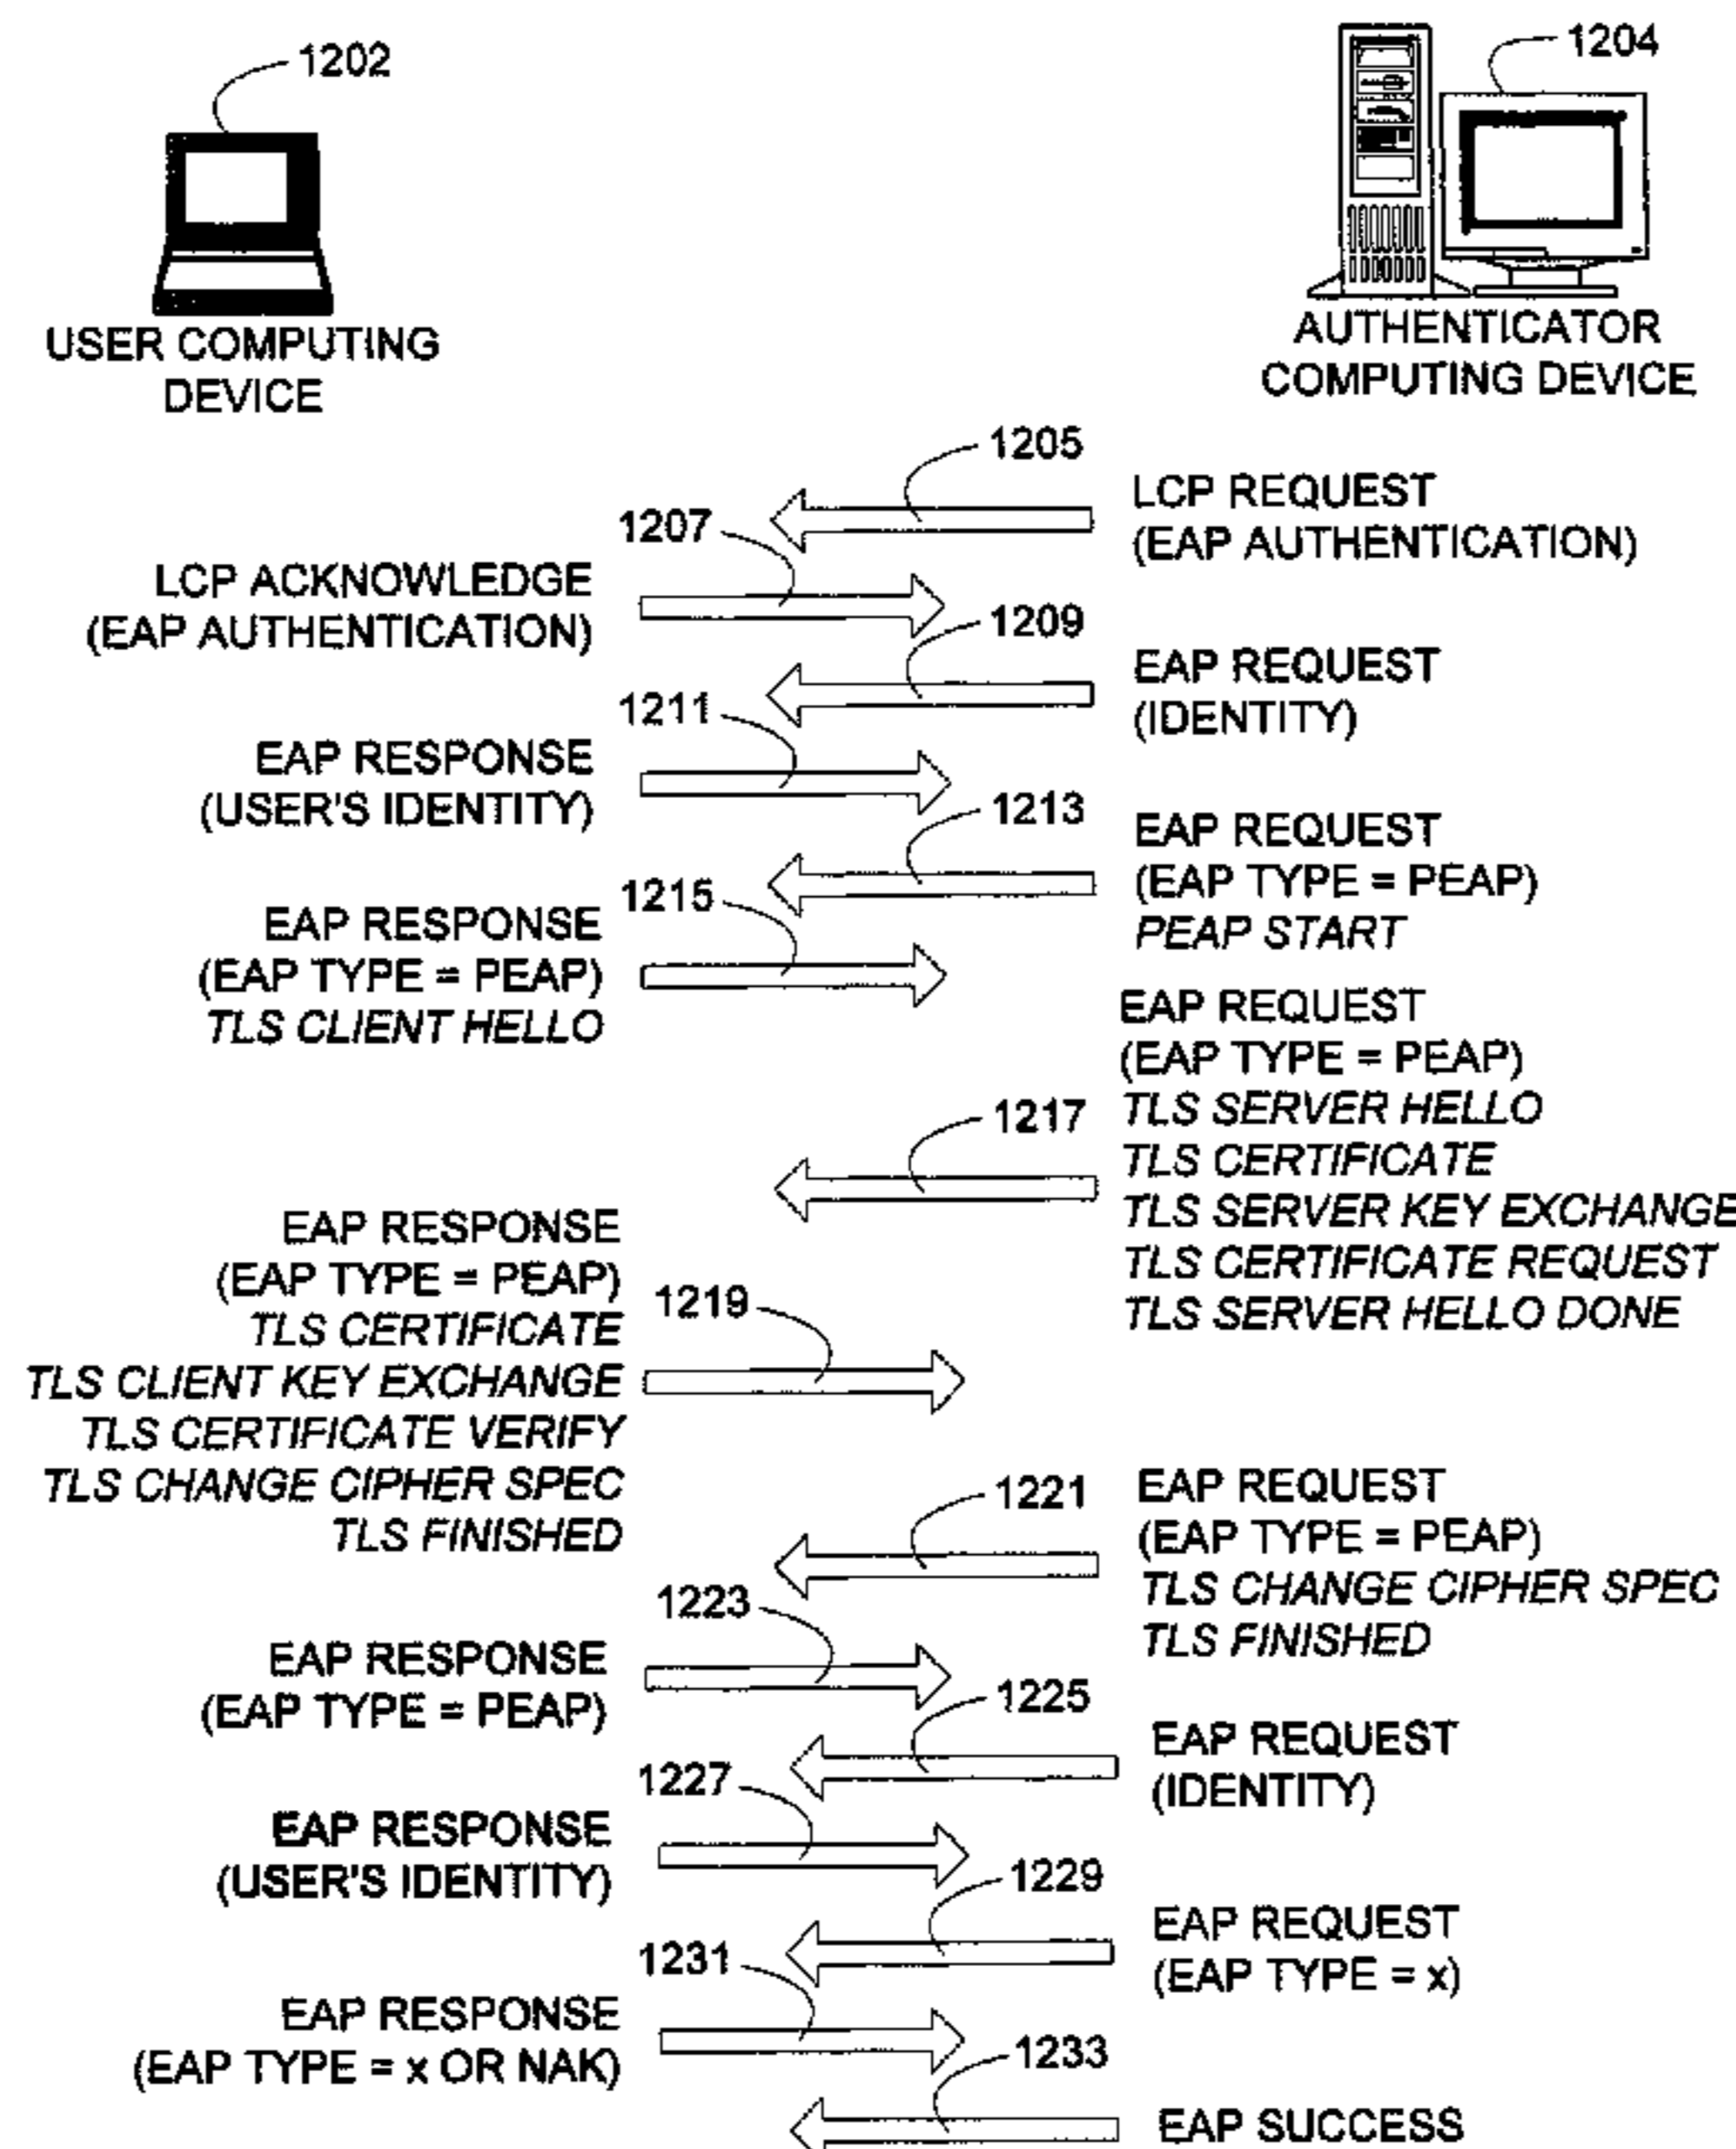 1202
1204
USER COMPUTING
DEVICE
AUTHENTICATOR
COMPUTING DEVICE
1205
LCP REQUEST
(EAP AUTHENTICATION)
1207
LCP ACKNOWLEDGE
(EAP AUTHENTICATION)
1209
EAP REQUEST
(IDENTITY)
1211
EAP RESPONSE
(USER'S IDENTITY)
1213
EAP REQUEST
(EAP TYPE = PEAP)
PEAP START
1215
EAP RESPONSE
(EAP TYPE = PEAP)
TLS CLIENT HELLO
1217
EAP REQUEST
(EAP TYPE = PEAP)
TLS SERVER HELLO
TLS CERTIFICATE
TLS SERVER KEY EXCHANGE
TLS CERTIFICATE REQUEST
TLS SERVER HELLO DONE
1219
EAP RESPONSE
(EAP TYPE = PEAP)
TLS CERTIFICATE
TLS CLIENT KEY EXCHANGE
TLS CERTIFICATE VERIFY
TLS CHANGE CIPHER SPEC
TLS FINISHED
1221
EAP REQUEST
(EAP TYPE = PEAP)
TLS CHANGE CIPHER SPEC
TLS FINISHED
1223
EAP RESPONSE
(EAP TYPE = PEAP)
1225
EAP REQUEST
(IDENTITY)
1227
EAP RESPONSE
(USER'S IDENTITY)
1229
EAP REQUEST
(EAP TYPE = x)
1231
EAP RESPONSE
(EAP TYPE = x OR NAK)
1233
EAP SUCCESS